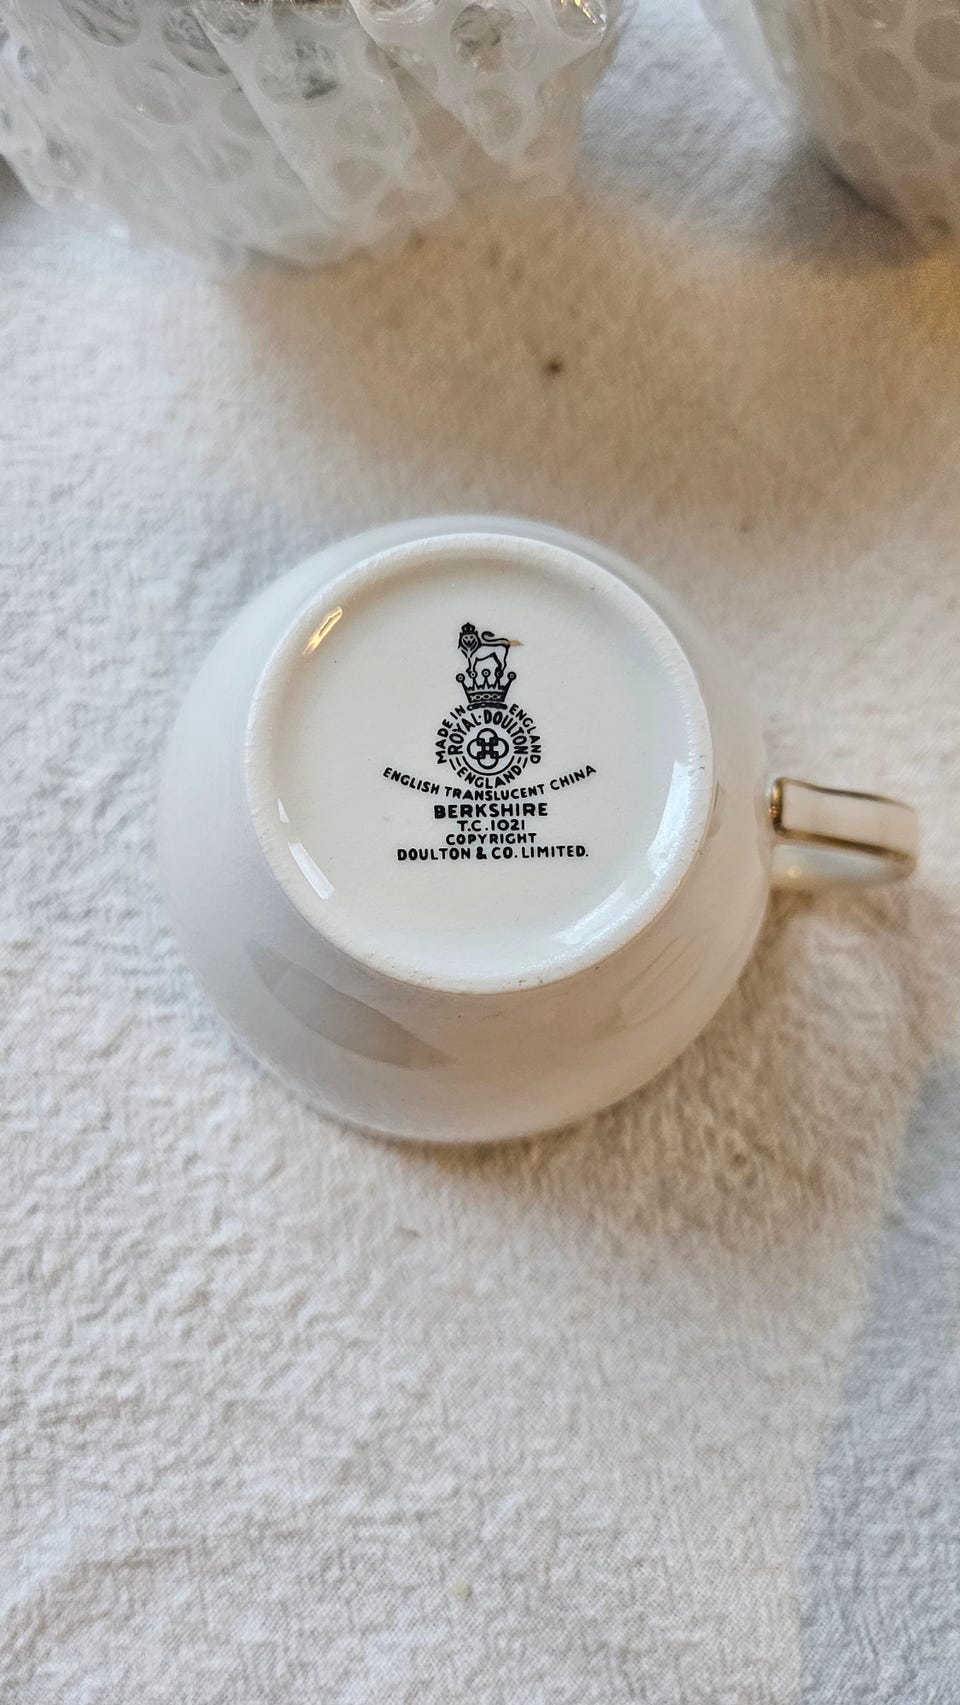 MADE IN ENGLAND
ROYAL·DOULTON
ENGLAND
ENGLISH TRANSLUCENT CHINA
BERKSHIRE
T.C.1021
COPYRIGHT
DOULTON & CO. LIMITED.